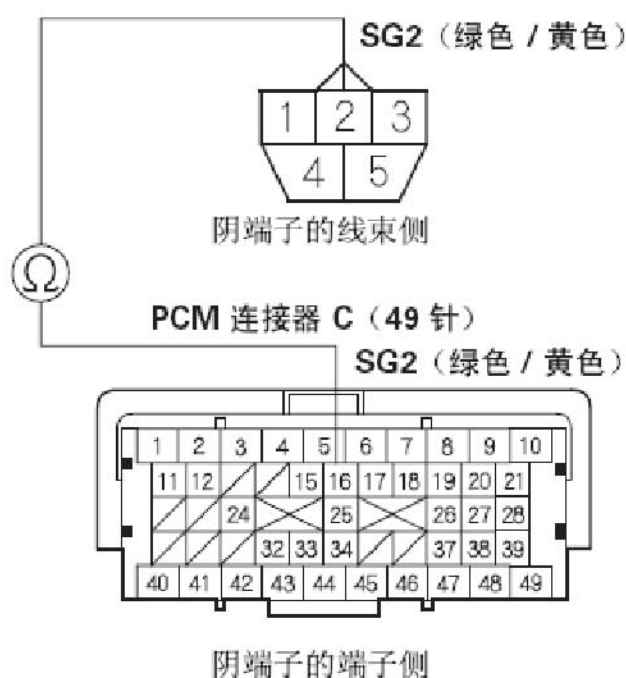 SG2（绿色 / 黄色）
1 2 3
4 5
阴端子的线束侧
Ω
PCM 连接器 C（49 针）
SG2（绿色 / 黄色）
1 2 3 4 5 6 7 8 9 10
11 12 15 16 17 18 19 20 21
24 25 26 27 28
32 33 34 37 38 39
40 41 42 43 44 45 46 47 48 49
阴端子的端子侧